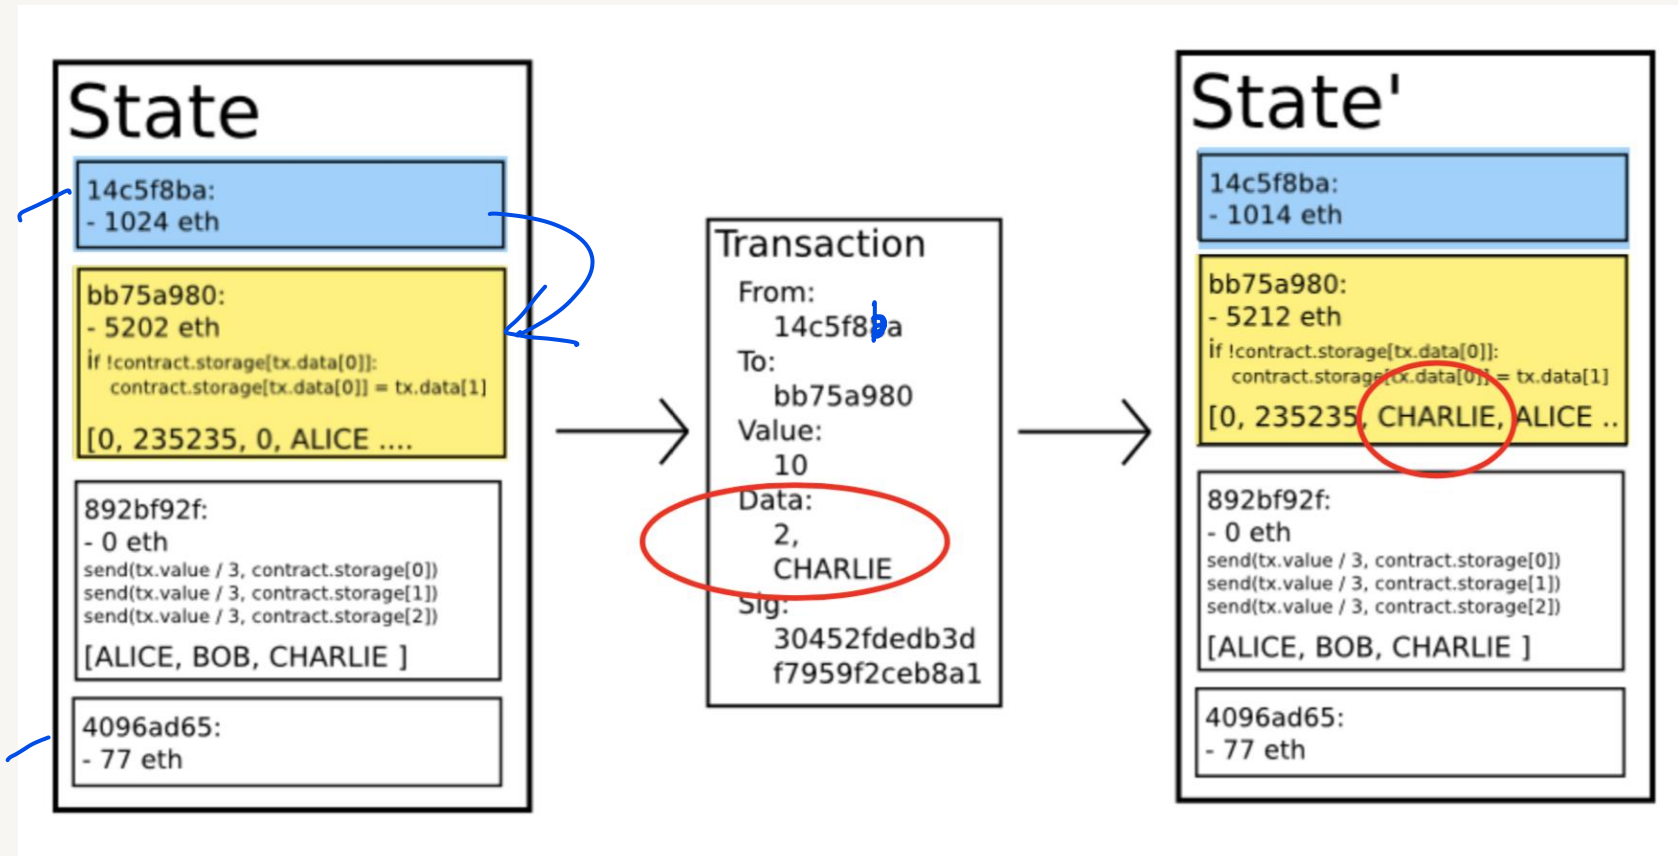 State
14c5f8ba:
- 1024 eth
bb75a980:
- 5202 eth
if !contract.storage[tx.data[0]]:
contract.storage[tx.data[0]] = tx.data[1]
[0, 235235, 0, ALICE ....
892bf92f:
- 0 eth
send(tx.value / 3, contract.storage[0])
send(tx.value / 3, contract.storage[1])
send(tx.value / 3, contract.storage[2])
[ALICE, BOB, CHARLIE ]
4096ad65:
- 77 eth
Transaction
From:
14c5f8ba
To:
bb75a980
Value:
10
Data:
2,
CHARLIE
Sig:
30452fdedb3d
f7959f2ceb8a1
State'
14c5f8ba:
- 1014 eth
bb75a980:
- 5212 eth
if !contract.storage[tx.data[0]]:
contract.storage[tx.data[0]] = tx.data[1]
[0, 235235, CHARLIE, ALICE ..
892bf92f:
- 0 eth
send(tx.value / 3, contract.storage[0])
send(tx.value / 3, contract.storage[1])
send(tx.value / 3, contract.storage[2])
[ALICE, BOB, CHARLIE ]
4096ad65:
- 77 eth